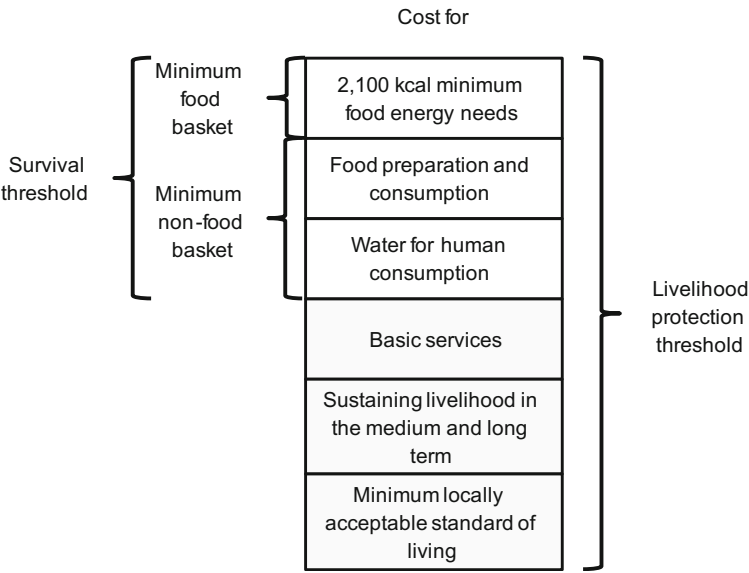 Cost for
Minimum
food
basket
2,100 kcal minimum
food energy needs
Survival
threshold
Minimum
non-food
basket
Food preparation and
consumption
Water for human
consumption
Livelihood
protection
threshold
Basic services
Sustaining livelihood in
the medium and long
term
Minimum locally
acceptable standard of
living